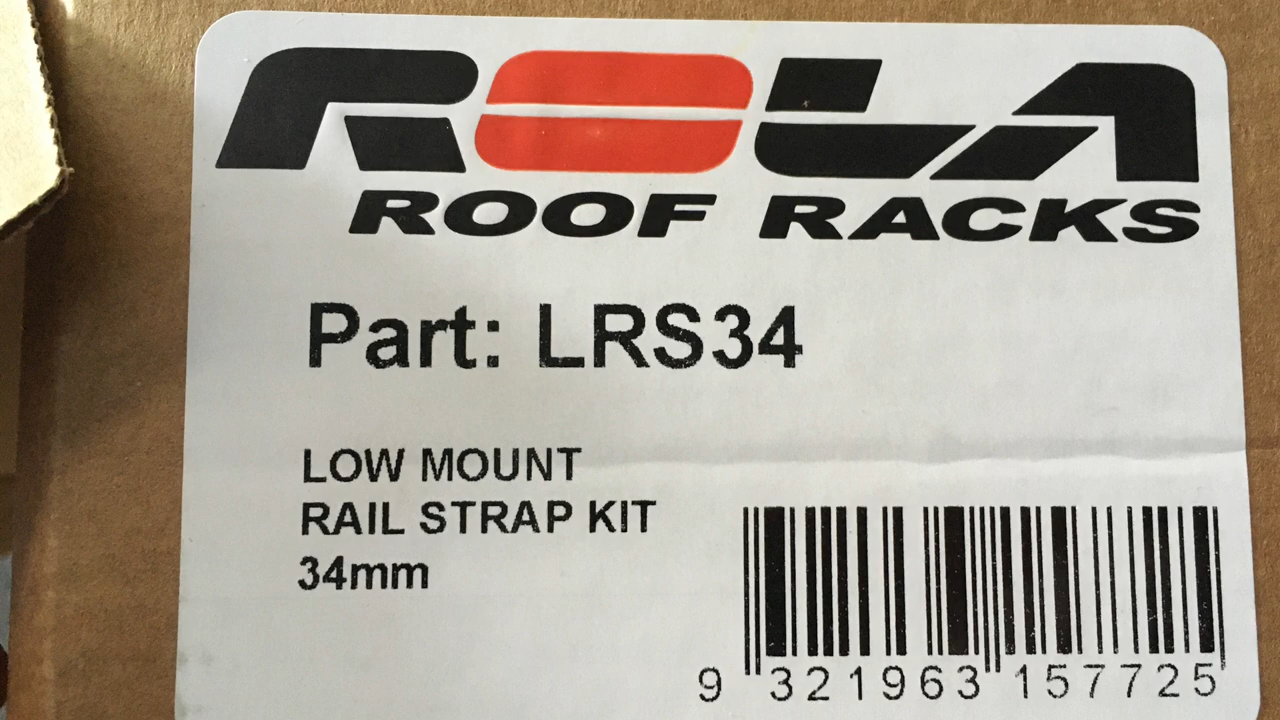 ROLA
ROOF RACKS
Part: LRS34
LOW MOUNT
RAIL STRAP KIT
34mm
9 321963 157725